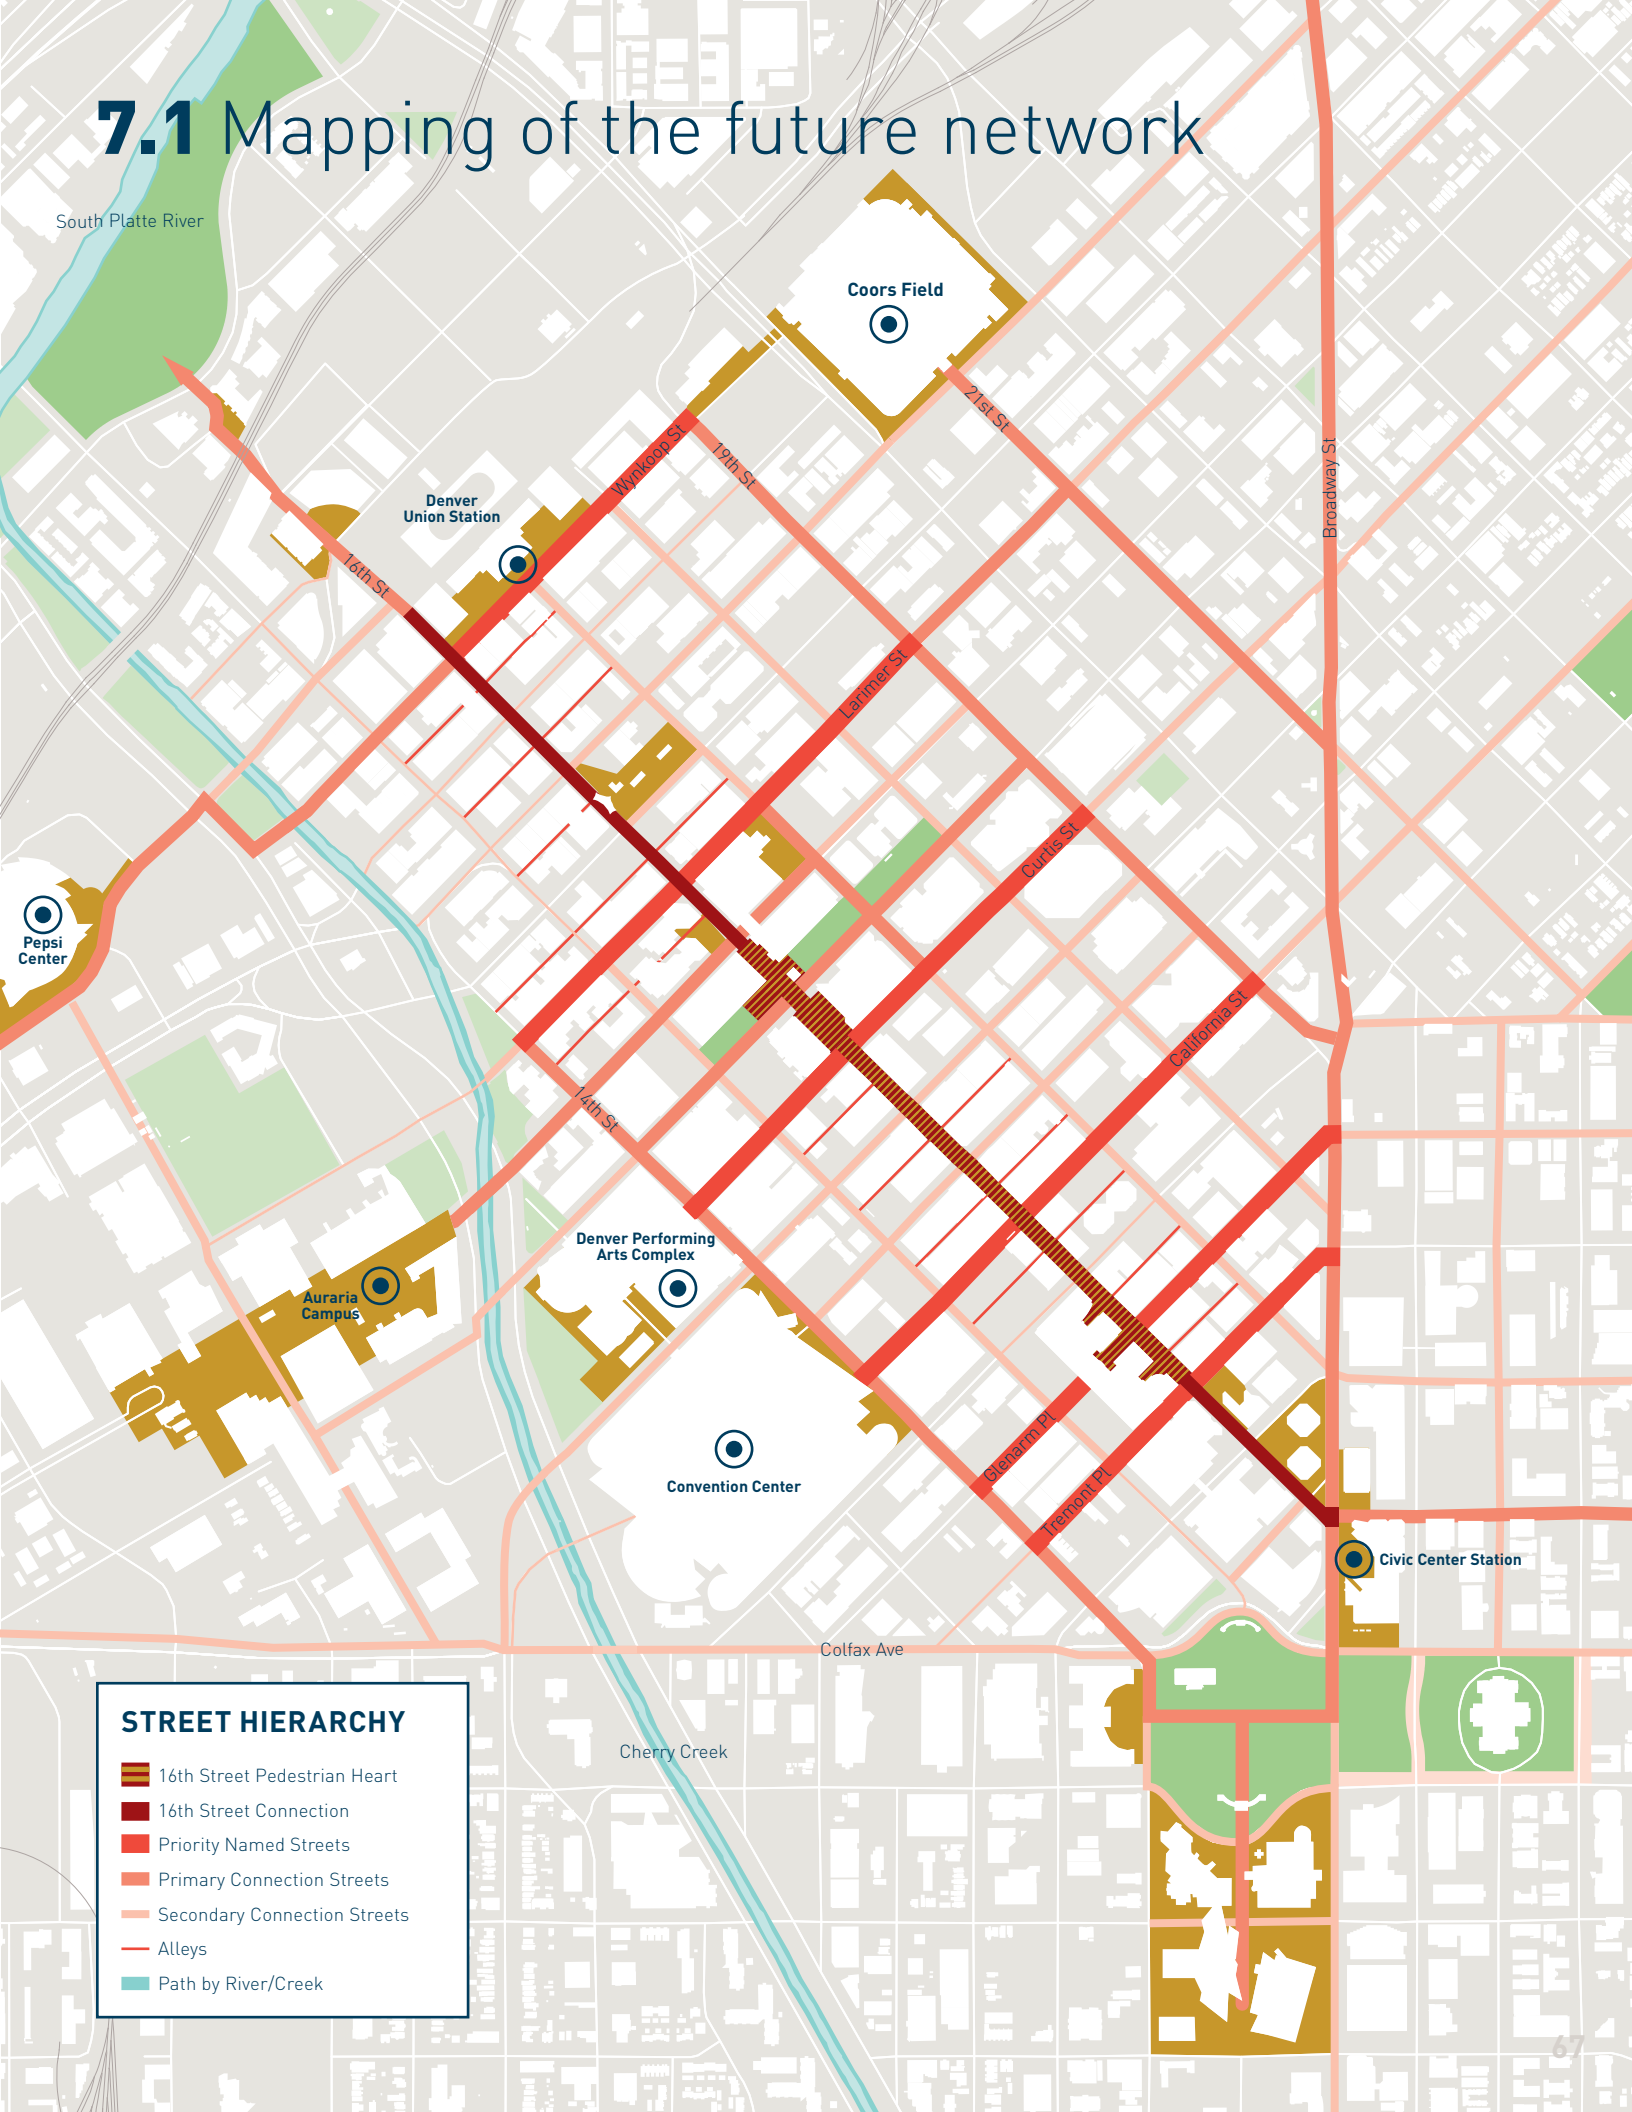 7.1 Mapping of the future network
South Platte River
Coors Field
21st St
Wynkoop St
19th St
Broadway St
Denver
Union Station
16th St
Larimer St
Curtis St
Pepsi
Center
California St
14th St
Denver Performing
Arts Complex
Auraria
Campus
Glenarm Pl
Convention Center
Tremont Pl
Civic Center Station
Colfax Ave
Cherry Creek
STREET HIERARCHY
16th Street Pedestrian Heart
16th Street Connection
Priority Named Streets
Primary Connection Streets
Secondary Connection Streets
Alleys
Path by River/Creek
67